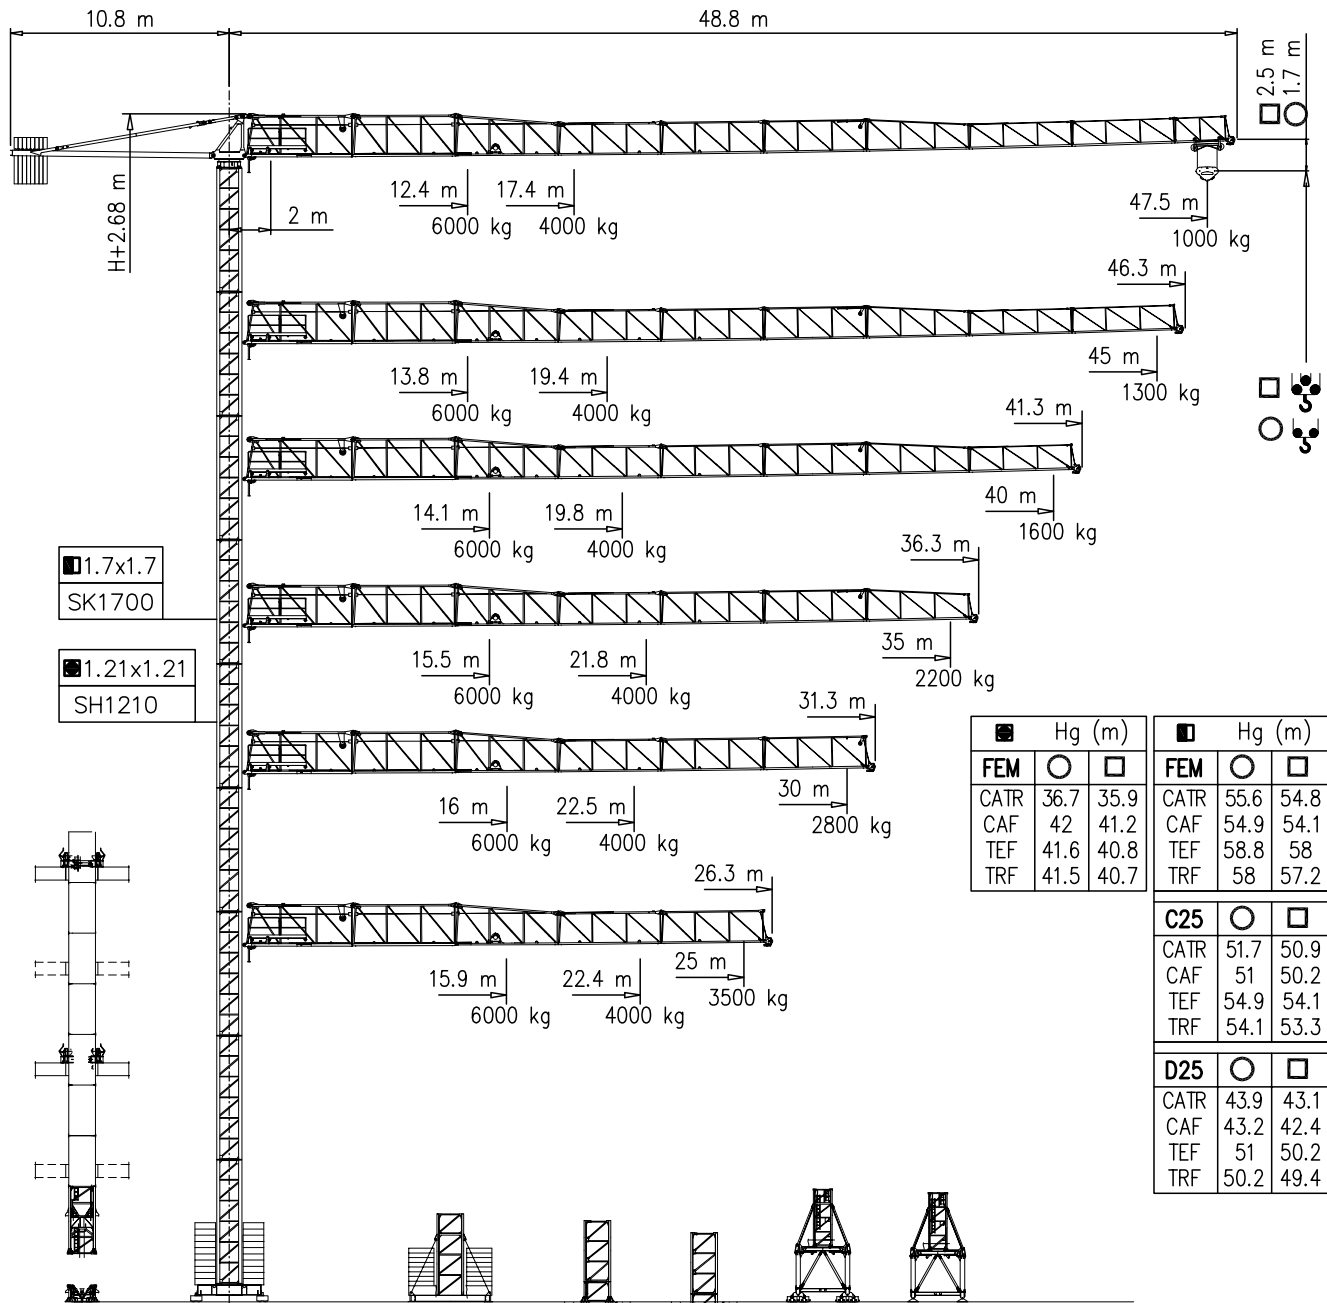 10.8 m
48.8 m
2.5 m
1.7 m
H+2.68 m
2 m
12.4 m
6000 kg
17.4 m
4000 kg
47.5 m
1000 kg
46.3 m
13.8 m
6000 kg
19.4 m
4000 kg
45 m
1300 kg
41.3 m
14.1 m
6000 kg
19.8 m
4000 kg
40 m
1600 kg
1.7x1.7
SK1700
36.3 m
15.5 m
6000 kg
21.8 m
4000 kg
35 m
2200 kg
1.21x1.21
SH1210
31.3 m
16 m
6000 kg
22.5 m
4000 kg
30 m
2800 kg
26.3 m
15.9 m
6000 kg
22.4 m
4000 kg
25 m
3500 kg
Hg (m)
FEM
CATR 36.7 35.9
CAF 42 41.2
TEF 41.6 40.8
TRF 41.5 40.7
Hg (m)
FEM
CATR 55.6 54.8
CAF 54.9 54.1
TEF 58.8 58
TRF 58 57.2
C25
CATR 51.7 50.9
CAF 51 50.2
TEF 54.9 54.1
TRF 54.1 53.3
D25
CATR 43.9 43.1
CAF 43.2 42.4
TEF 51 50.2
TRF 50.2 49.4